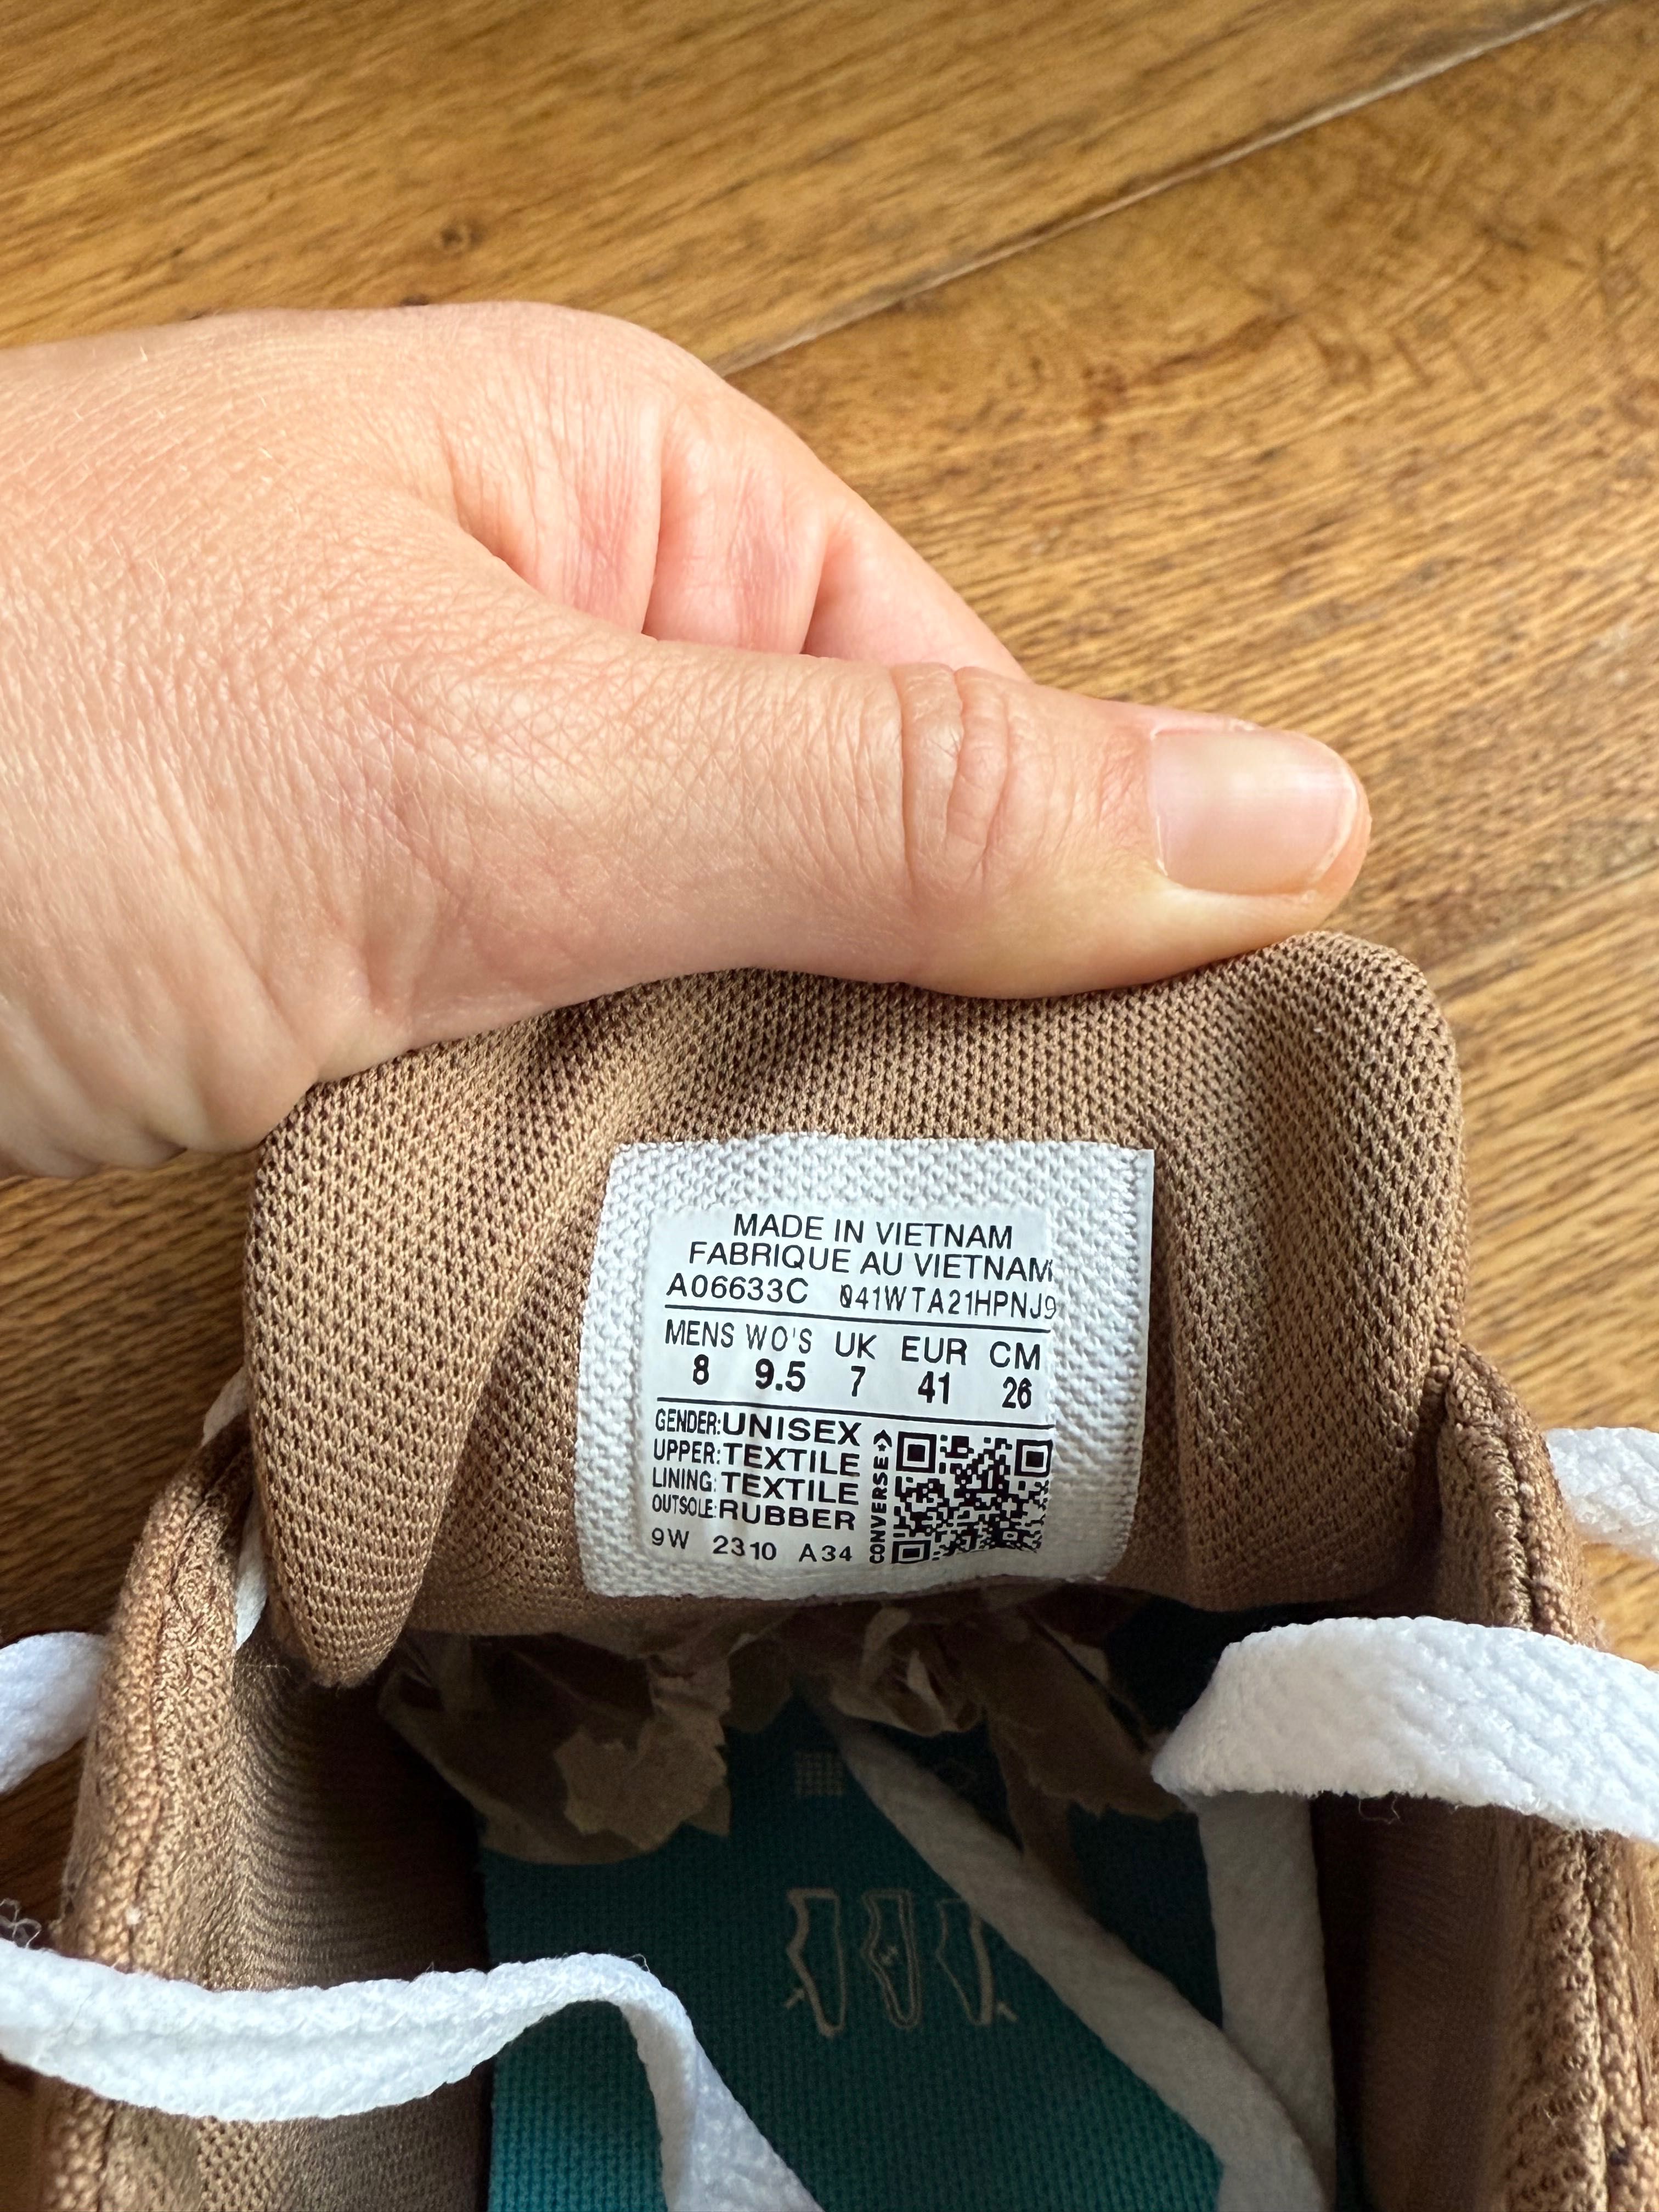 MADE IN VIETNAM
FABRIQUE AU VIETNAM
A06633C 041WTA21HPNJ9
MENS WO'S UK EUR CM
8 9.5 7 41 26
GENDER: UNISEX
UPPER: TEXTILE
LINING: TEXTILE
OUTSOLE: RUBBER
9W 2310 A34
CONVERSE